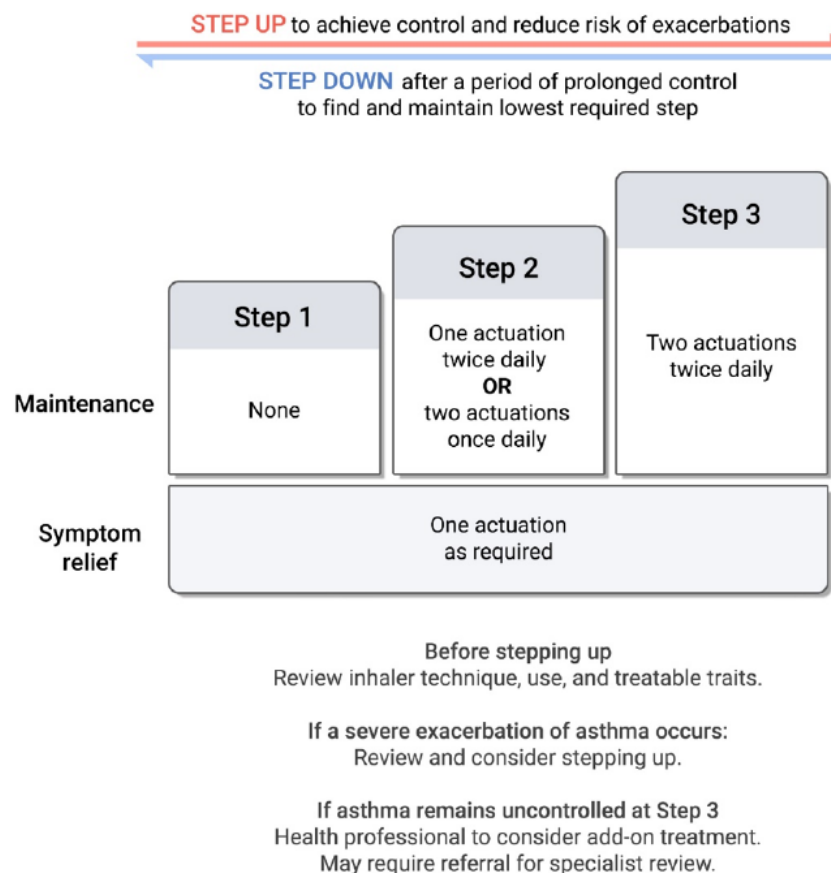 STEP UP to achieve control and reduce risk of exacerbations
STEP DOWN after a period of prolonged control
to find and maintain lowest required step
Step 1
Step 2
Step 3
Maintenance
None
One actuation
twice daily
OR
two actuations
once daily
Two actuations
twice daily
Symptom
relief
One actuation
as required
Before stepping up
Review inhaler technique, use, and treatable traits.
If a severe exacerbation of asthma occurs:
Review and consider stepping up.
If asthma remains uncontrolled at Step 3
Health professional to consider add-on treatment.
May require referral for specialist review.